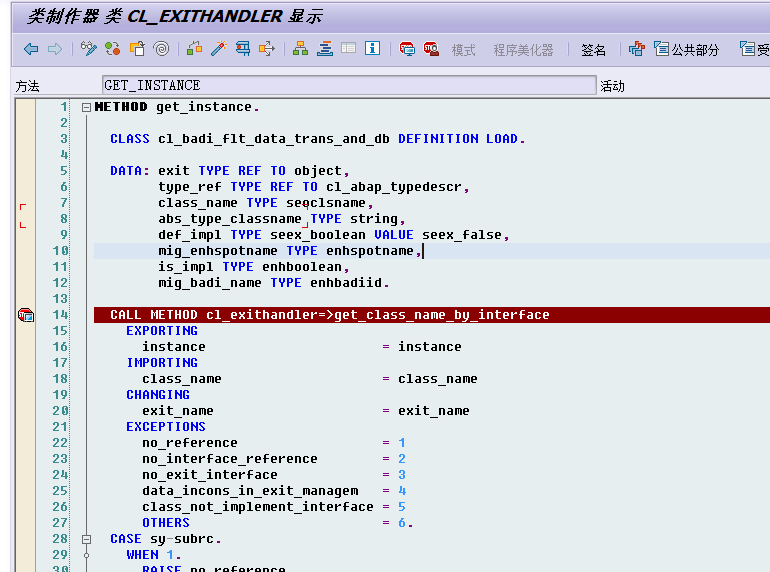 类制作器 类 CL_EXITHANDLER 显示
模式 程序美化器 签名 公共部分 受
方法 GET_INSTANCE 活动
1 METHOD get_instance.
2
3 CLASS cl_badi_flt_data_trans_and_db DEFINITION LOAD.
4
5 DATA: exit TYPE REF TO object,
6 type_ref TYPE REF TO cl_abap_typedescr,
7 class_name TYPE seoclsname,
8 abs_type_classname TYPE string,
9 def_impl TYPE seex_boolean VALUE seex_false,
10 mig_enhspotname TYPE enhspotname,
11 is_impl TYPE enhboolean,
12 mig_badi_name TYPE enhbadiid.
13
14 CALL METHOD cl_exithandler=>get_class_name_by_interface
15 EXPORTING
16 instance = instance
17 IMPORTING
18 class_name = class_name
19 CHANGING
20 exit_name = exit_name
21 EXCEPTIONS
22 no_reference = 1
23 no_interface_reference = 2
24 no_exit_interface = 3
25 data_incons_in_exit_managem = 4
26 class_not_implement_interface = 5
27 OTHERS = 6.
28 CASE sy-subrc.
29 WHEN 1.
30 RAISE no_reference